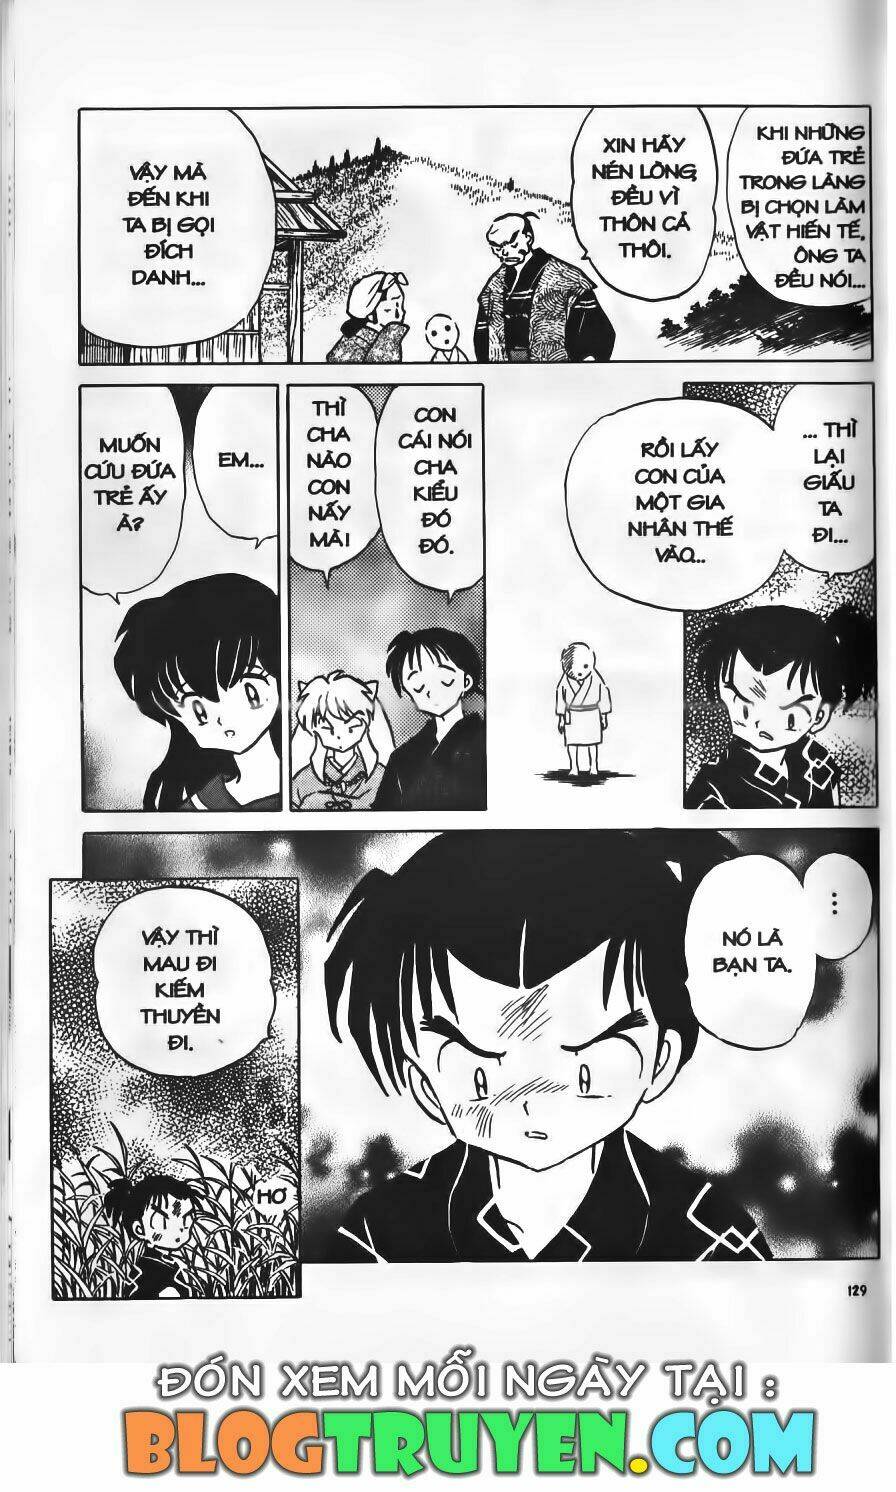 KHI NHỮNG
ĐỨA TRẺ
TRONG LÀNG
BỊ CHỌN LÀM
VẬT HIẾN TẾ,
ÔNG TA
ĐỀU NÓI...
XIN HÃY
NÉN LÒNG,
ĐỀU VÌ
THÔN CẢ
THÔI.
VẬY MÀ
ĐẾN KHI
TA BỊ GỌI
ĐÍCH
DANH...
... THÌ
LẠI
GIẤU
TA
ĐI...
RỒI LẤY
CON CỦA
MỘT GIA
NHÂN THẾ
VÀO...
CON
CÁI NÓI
CHA
KIỂU
ĐÓ
ĐÓ.
THÌ
CHA
NÀO
CON
NẤY
MÀ!
EM...
MUỐN
CỨU ĐỨA
TRẺ ẤY
À?
...
NÓ LÀ
BẠN TA.
VẬY THÌ
MAU ĐI
KIẾM
THUYỀN
ĐI.
HƠ
129
ĐÓN XEM MỖI NGÀY TẠI :
BLOGTRUYEN.COM